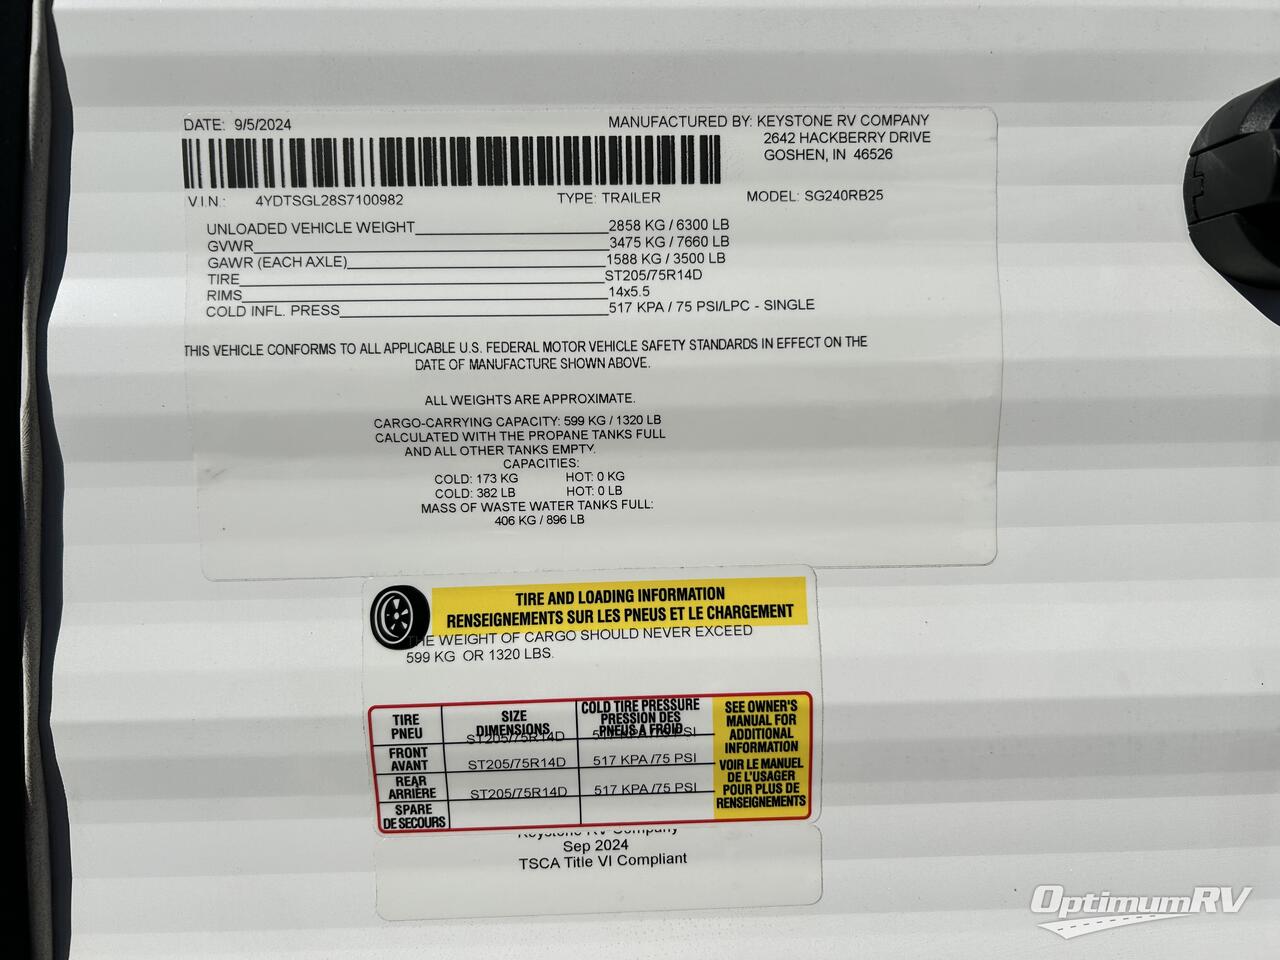 DATE: 9/5/2024
MANUFACTURED BY: KEYSTONE RV COMPANY
2642 HACKBERRY DRIVE
GOSHEN, IN 46526
V.I.N.: 4YDTSGL28S7100982 TYPE: TRAILER MODEL: SG240RB25
UNLOADED VEHICLE WEIGHT 2858 KG / 6300 LB
GVWR 3475 KG / 7660 LB
GAWR (EACH AXLE) 1588 KG / 3500 LB
TIRE ST205/75R14D
RIMS 14x5.5
COLD INFL. PRESS 517 KPA / 75 PSI/LPC - SINGLE
THIS VEHICLE CONFORMS TO ALL APPLICABLE U.S. FEDERAL MOTOR VEHICLE SAFETY STANDARDS IN EFFECT ON THE
DATE OF MANUFACTURE SHOWN ABOVE.
ALL WEIGHTS ARE APPROXIMATE.
CARGO-CARRYING CAPACITY: 599 KG / 1320 LB
CALCULATED WITH THE PROPANE TANKS FULL
AND ALL OTHER TANKS EMPTY.
CAPACITIES:
COLD: 173 KG HOT: 0 KG
COLD: 382 LB HOT: 0 LB
MASS OF WASTE WATER TANKS FULL:
406 KG / 896 LB
TIRE AND LOADING INFORMATION
RENSEIGNEMENTS SUR LES PNEUS ET LE CHARGEMENT
THE WEIGHT OF CARGO SHOULD NEVER EXCEED
599 KG OR 1320 LBS.
TIRE
PNEU
SIZE
DIMENSIONS
COLD TIRE PRESSURE
PRESSION DES
PNEUS A FROID
ST205/75R14D 517 KPA /75 PSI
FRONT
AVANT
ST205/75R14D 517 KPA /75 PSI
REAR
ARRIÈRE
ST205/75R14D 517 KPA /75 PSI
SPARE
DE SECOURS
SEE OWNER'S
MANUAL FOR
ADDITIONAL
INFORMATION
VOIR LE MANUEL
DE L'USAGER
POUR PLUS DE
RENSEIGNEMENTS
Keystone RV Company
Sep 2024
TSCA Title VI Compliant
OptimumRV